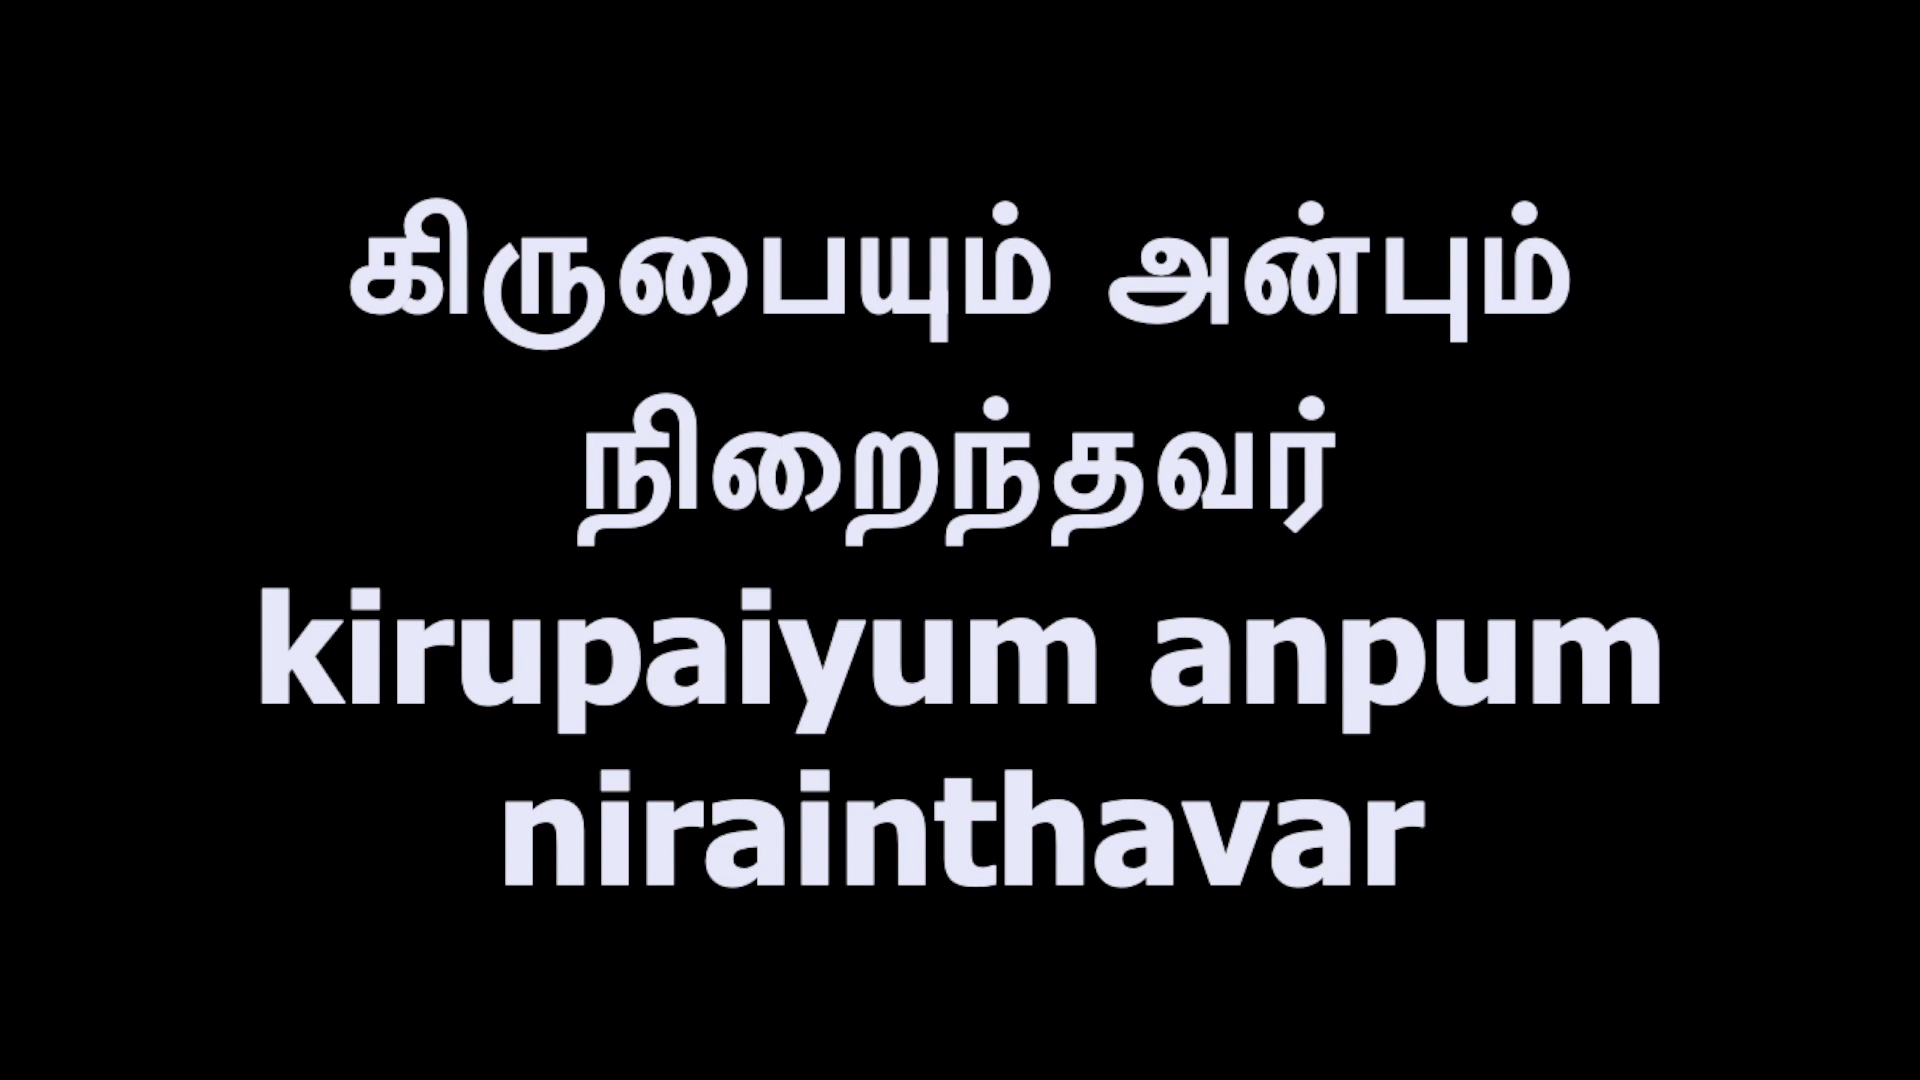 கிருபையும் அன்பும்
நிறைந்தவர்
kirupaiyum anpum
nirainthavar